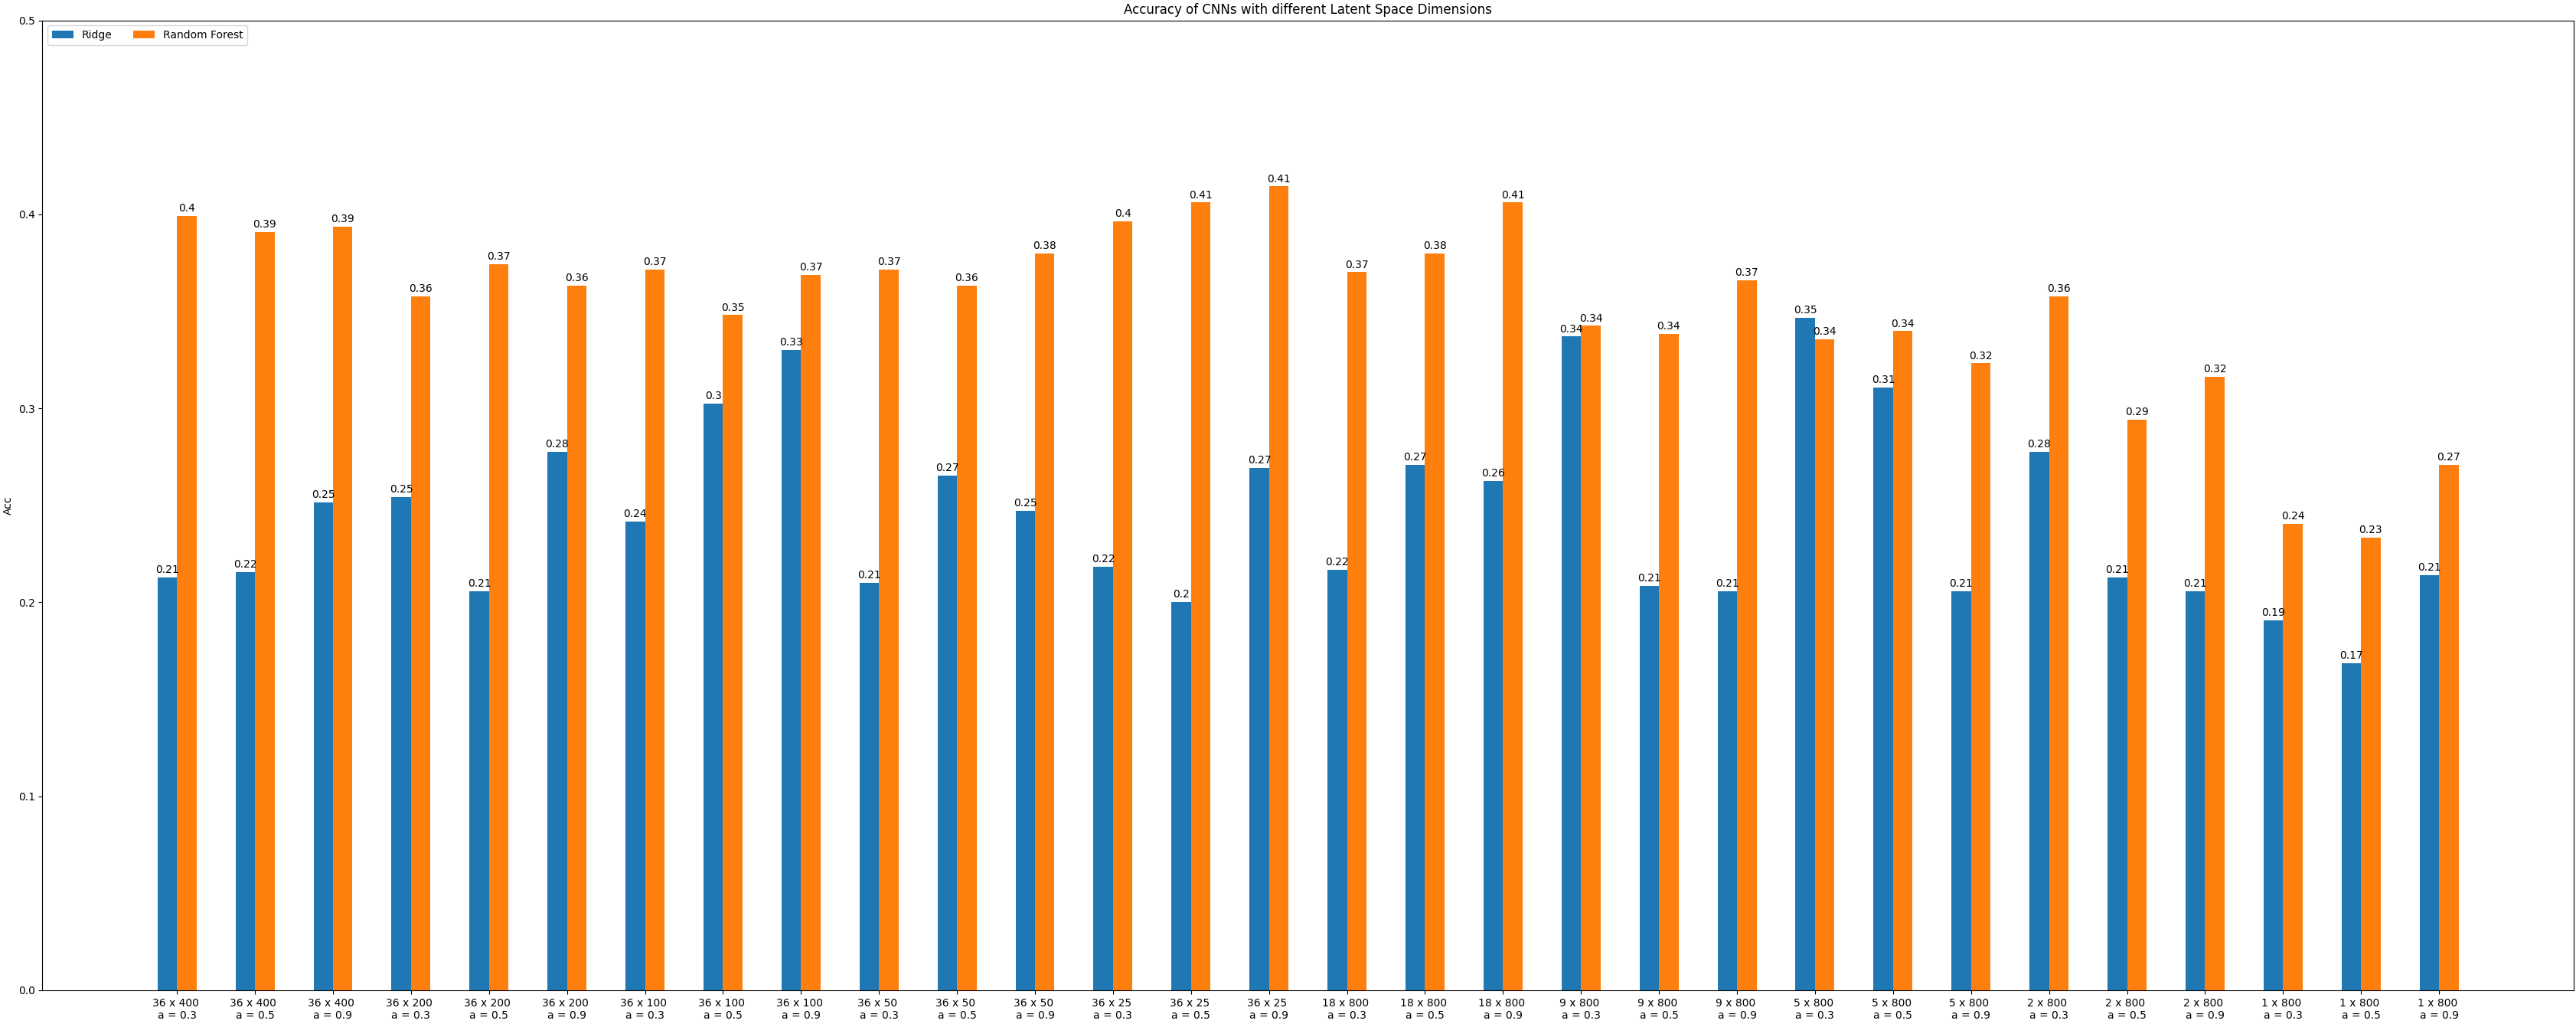 Accuracy of CNNs with different Latent Space Dimensions
Ridge
Random Forest
Acc
0.5
0.4
0.3
0.2
0.1
0.0
0.21 0.4 0.22 0.39 0.25 0.39 0.25 0.36 0.21 0.37 0.28 0.36 0.24 0.37 0.3 0.35 0.33 0.37 0.21 0.37 0.27 0.36 0.25 0.38 0.22 0.4 0.2 0.41 0.27 0.41 0.22 0.37 0.27 0.38 0.26 0.41 0.34 0.34 0.21 0.34 0.21 0.37 0.35 0.34 0.31 0.34 0.21 0.32 0.28 0.36 0.21 0.29 0.21 0.32 0.19 0.24 0.17 0.23 0.21 0.27
36 x 400 36 x 400 36 x 400 36 x 200 36 x 200 36 x 200 36 x 100 36 x 100 36 x 100 36 x 50 36 x 50 36 x 50 36 x 25 36 x 25 36 x 25 18 x 800 18 x 800 18 x 800 9 x 800 9 x 800 9 x 800 5 x 800 5 x 800 5 x 800 2 x 800 2 x 800 2 x 800 1 x 800 1 x 800 1 x 800
a = 0.3 a = 0.5 a = 0.9 a = 0.3 a = 0.5 a = 0.9 a = 0.3 a = 0.5 a = 0.9 a = 0.3 a = 0.5 a = 0.9 a = 0.3 a = 0.5 a = 0.9 a = 0.3 a = 0.5 a = 0.9 a = 0.3 a = 0.5 a = 0.9 a = 0.3 a = 0.5 a = 0.9 a = 0.3 a = 0.5 a = 0.9 a = 0.3 a = 0.5 a = 0.9